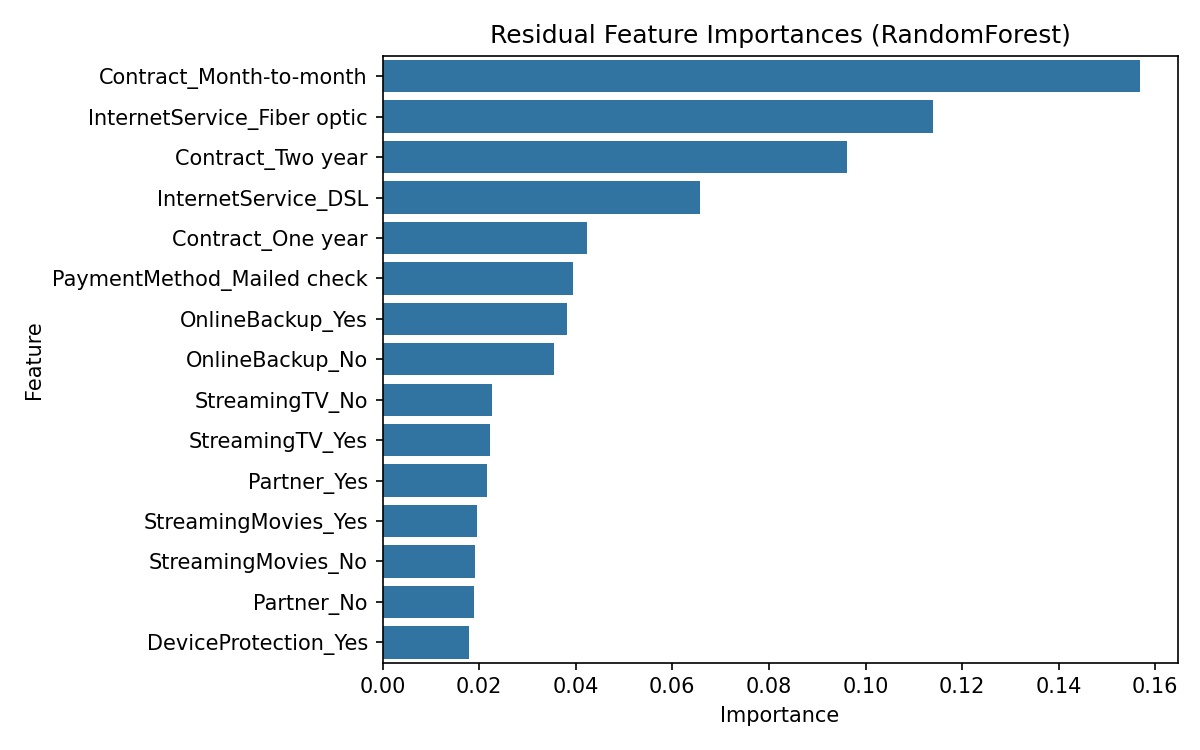 Residual Feature Importances (RandomForest)
Contract_Month-to-month
InternetService_Fiber optic
Contract_Two year
InternetService_DSL
Contract_One year
PaymentMethod_Mailed check
OnlineBackup_Yes
OnlineBackup_No
StreamingTV_No
StreamingTV_Yes
Partner_Yes
StreamingMovies_Yes
StreamingMovies_No
Partner_No
DeviceProtection_Yes
Feature
0.00 0.02 0.04 0.06 0.08 0.10 0.12 0.14 0.16
Importance